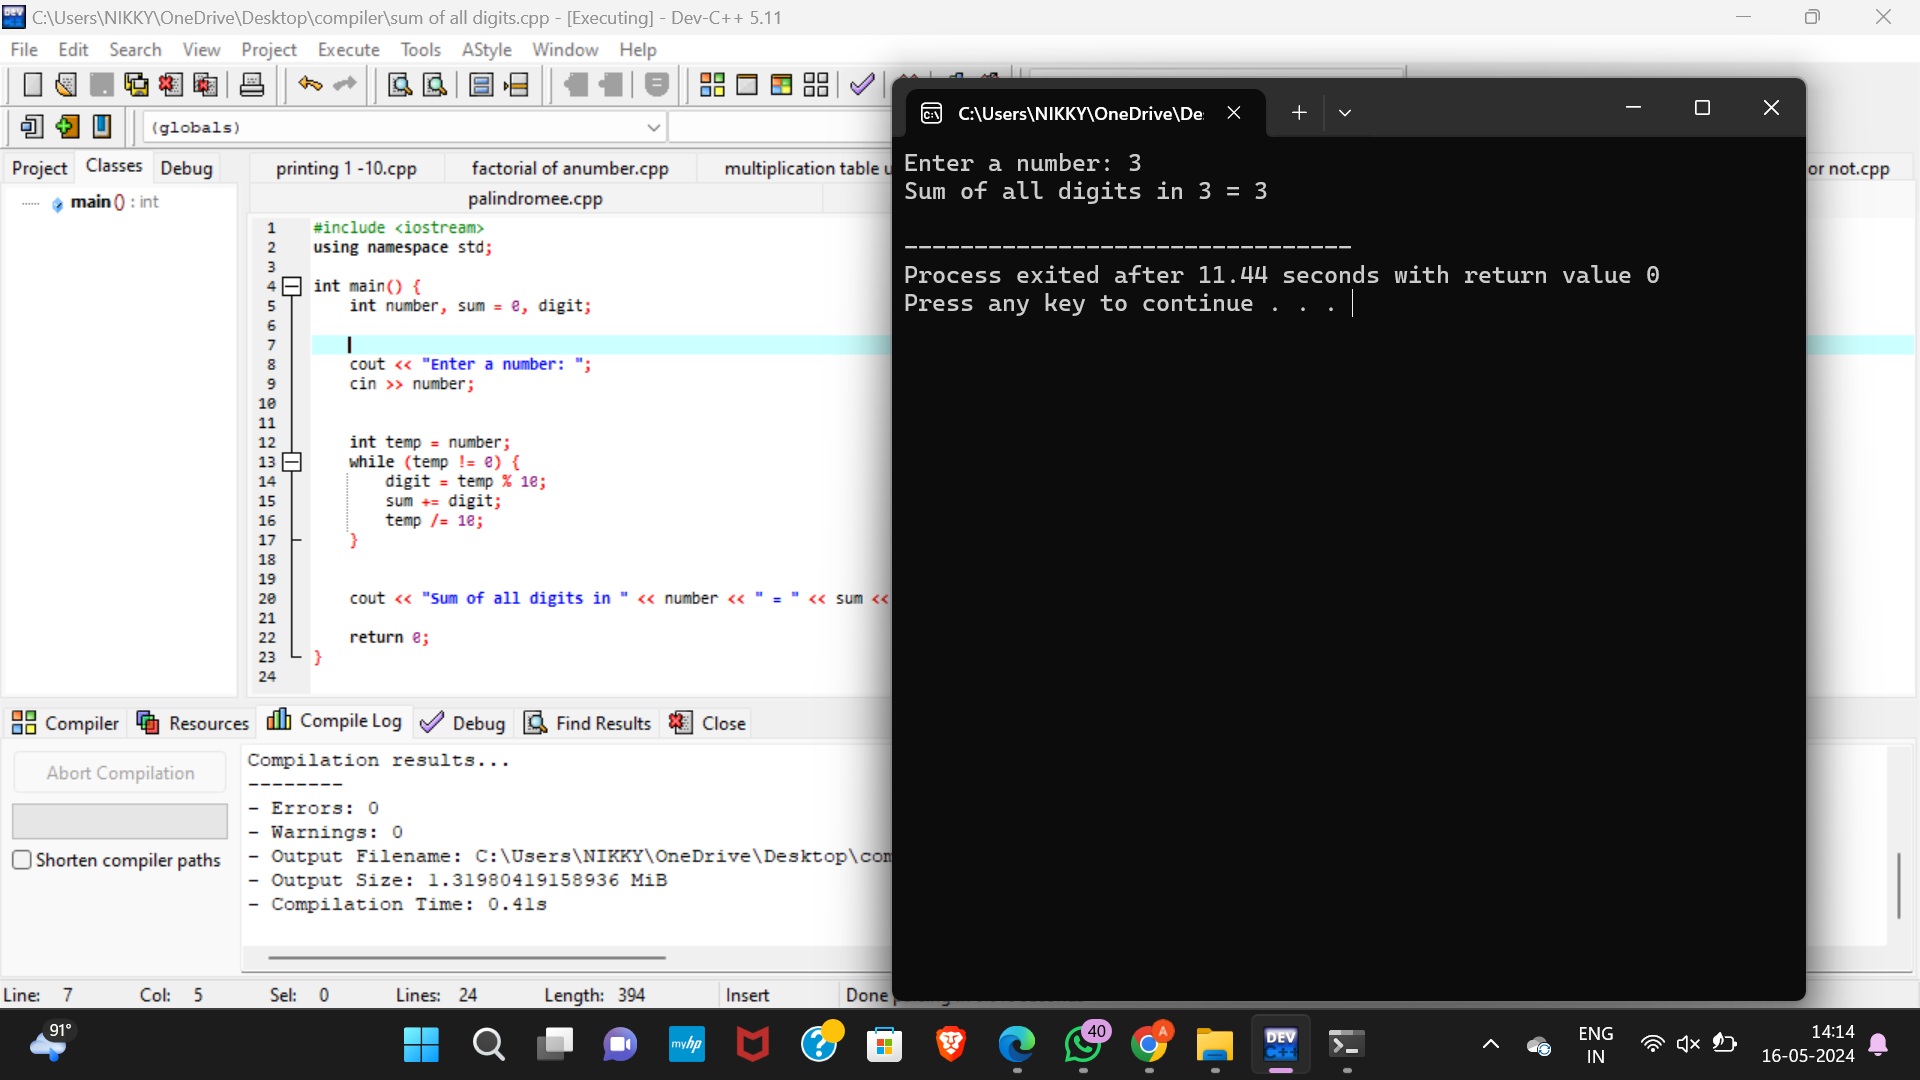 C:\Users\NIKKY\OneDrive\Desktop\compiler\sum of all digits.cpp - [Executing] - Dev-C++ 5.11
File Edit Search View Project Execute Tools AStyle Window Help
(globals)
Project Classes Debug
main () : int
printing 1 -10.cpp factorial of anumber.cpp multiplication table u or not.cpp
palindromee.cpp
1 #include <iostream>
2 using namespace std;
3
4 int main() {
5 int number, sum = 0, digit;
6
7
8 cout << "Enter a number: ";
9 cin >> number;
10
11
12 int temp = number;
13 while (temp != 0) {
14 digit = temp % 10;
15 sum += digit;
16 temp /= 10;
17 }
18
19
20 cout << "Sum of all digits in " << number << " = " << sum <<
21
22 return 0;
23 }
24
C:\Users\NIKKY\OneDrive\De
Enter a number: 3
Sum of all digits in 3 = 3
--------------------------------
Process exited after 11.44 seconds with return value 0
Press any key to continue . . .
Compiler Resources Compile Log Debug Find Results Close
Abort Compilation
Shorten compiler paths
Compilation results...
--------
- Errors: 0
- Warnings: 0
- Output Filename: C:\Users\NIKKY\OneDrive\Desktop\com
- Output Size: 1.31980419158936 MiB
- Compilation Time: 0.41s
Line: 7 Col: 5 Sel: 0 Lines: 24 Length: 394 Insert Done
91°
myhp
40
A
DEV C++
ENG
IN
14:14
16-05-2024